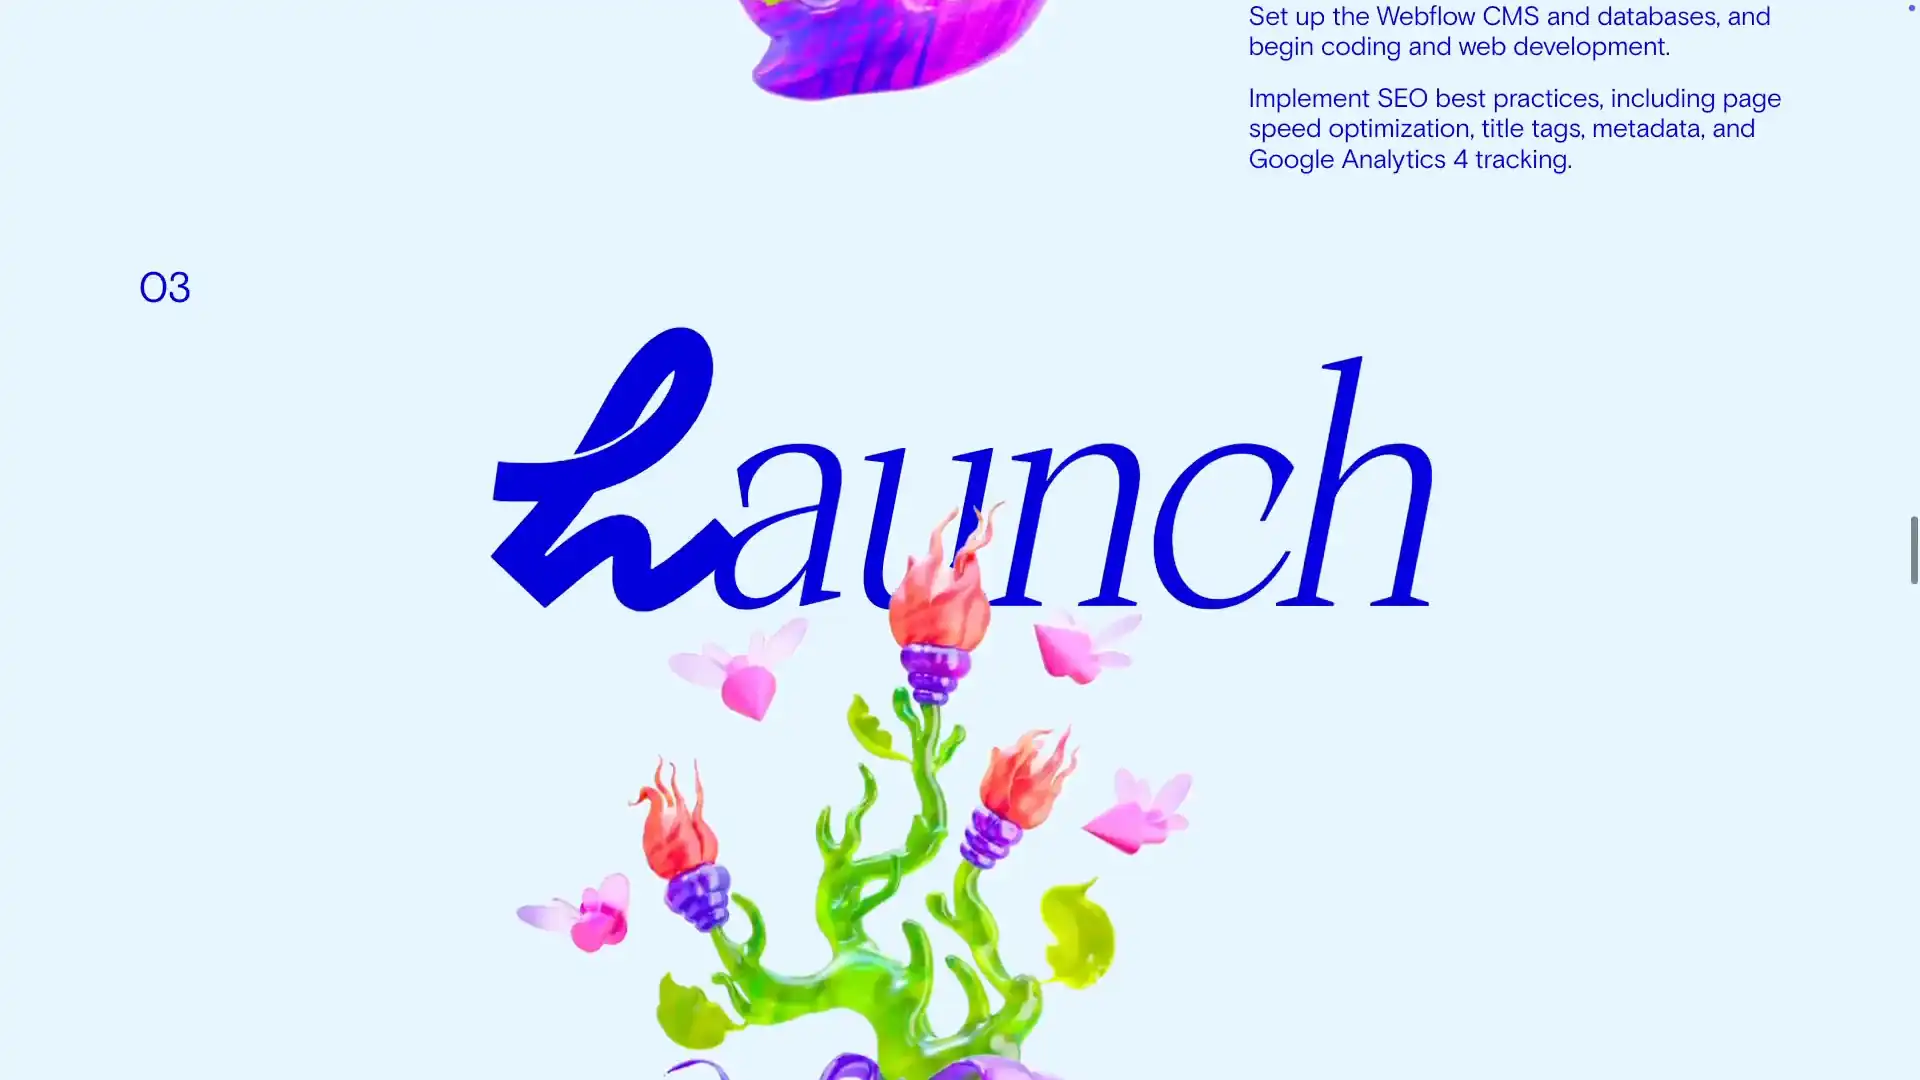 Set up the Webflow CMS and databases, and
begin coding and web development.
Implement SEO best practices, including page
speed optimization, title tags, metadata, and
Google Analytics 4 tracking.
03
Launch